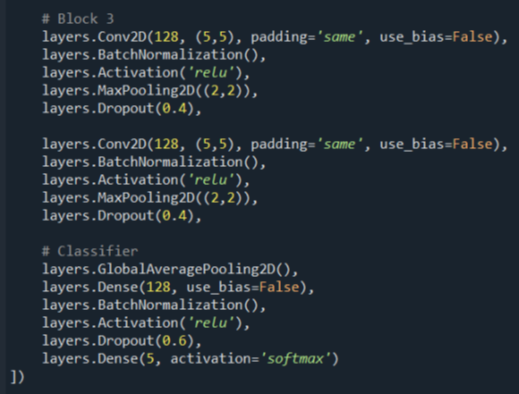 # Block 3
layers.Conv2D(128, (5,5), padding='same', use_bias=False),
layers.BatchNormalization(),
layers.Activation('relu'),
layers.MaxPooling2D((2,2)),
layers.Dropout(0.4),
layers.Conv2D(128, (5,5), padding='same', use_bias=False),
layers.BatchNormalization(),
layers.Activation('relu'),
layers.MaxPooling2D((2,2)),
layers.Dropout(0.4),
# Classifier
layers.GlobalAveragePooling2D(),
layers.Dense(128, use_bias=False),
layers.BatchNormalization(),
layers.Activation('relu'),
layers.Dropout(0.6),
layers.Dense(5, activation='softmax')
])